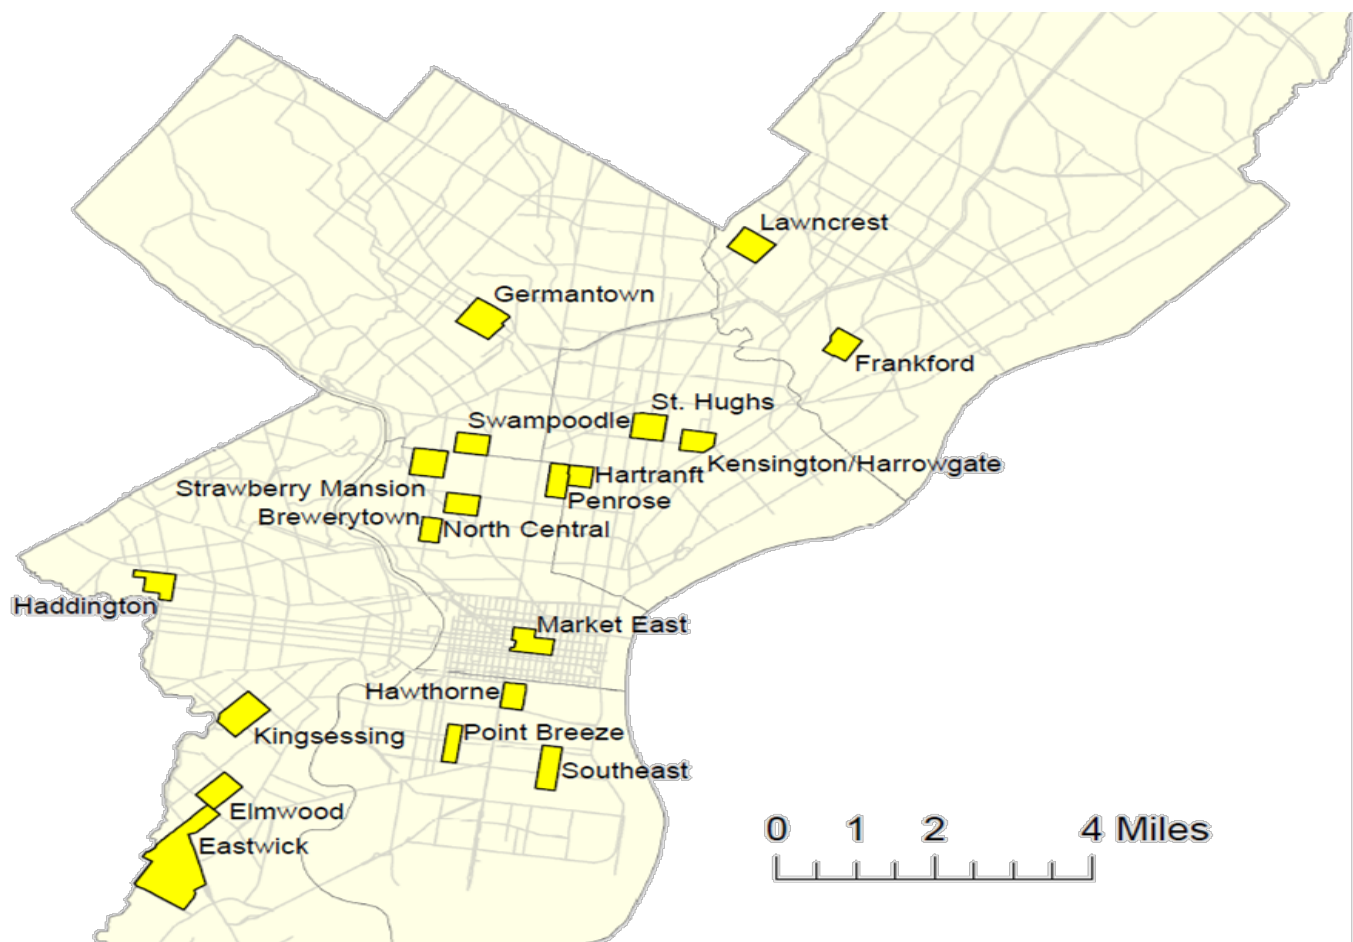 Lawncrest
Germantown
Frankford
St. Hughs
Swampoodle
Kensington/Harrowgate
Hartranft
Strawberry Mansion
Penrose
Brewerytown
North Central
Haddington
Market East
Hawthorne
Point Breeze
Kingsessing
Southeast
Elmwood
Eastwick
0 1 2 4 Miles